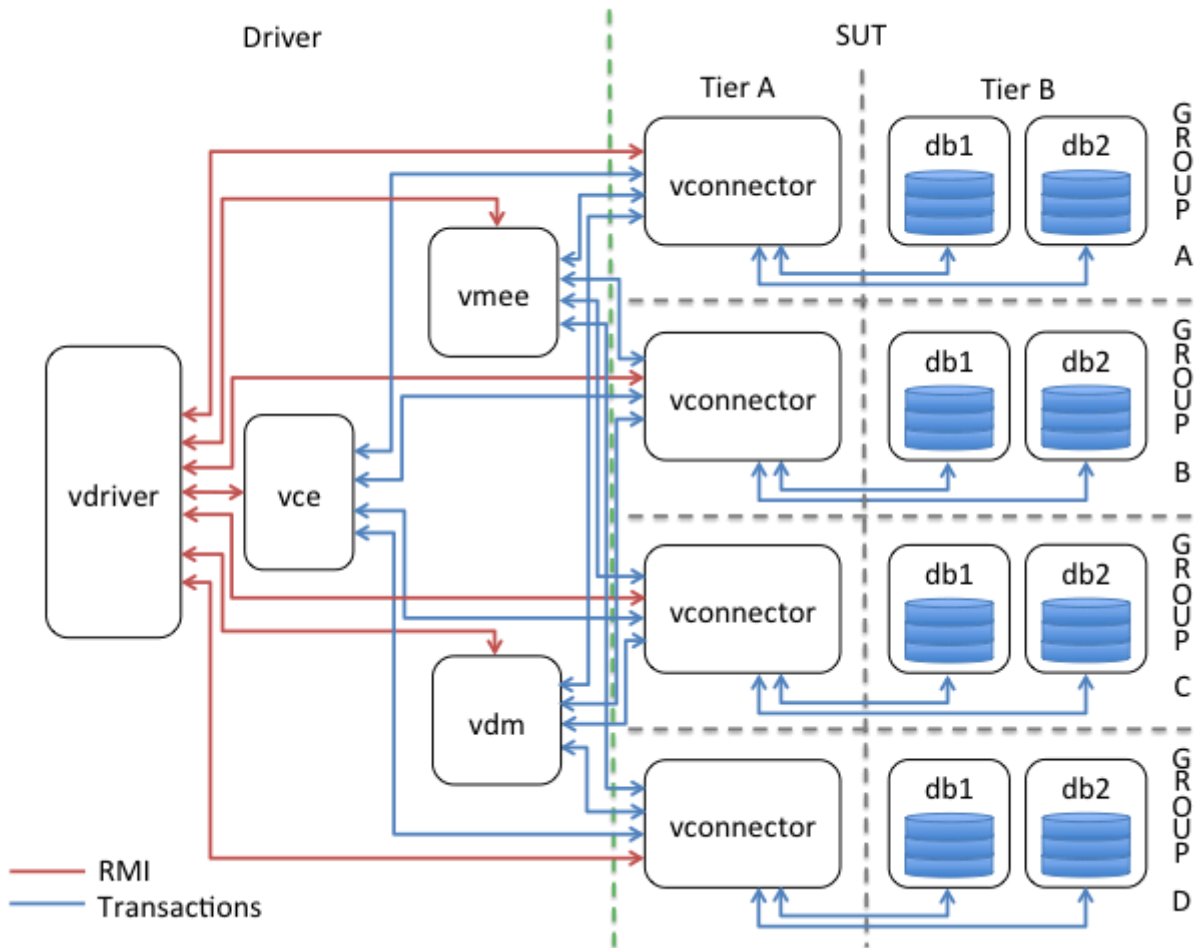 Driver
SUT
Tier A
Tier B
vconnector
db1
db2
GROUP A
vmee
vconnector
db1
db2
GROUP B
vdriver
vce
vconnector
db1
db2
GROUP C
vdm
vconnector
db1
db2
GROUP D
RMI
Transactions